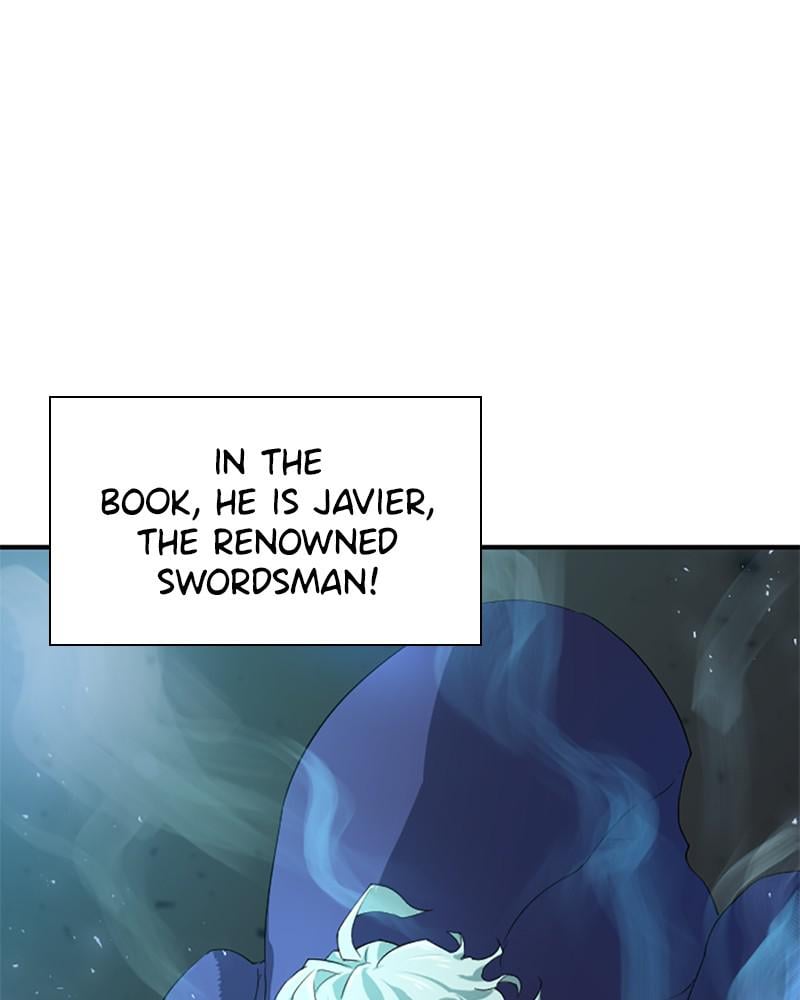 IN THE
BOOK, HE IS JAVIER,
THE RENOWNED
SWORDSMAN!